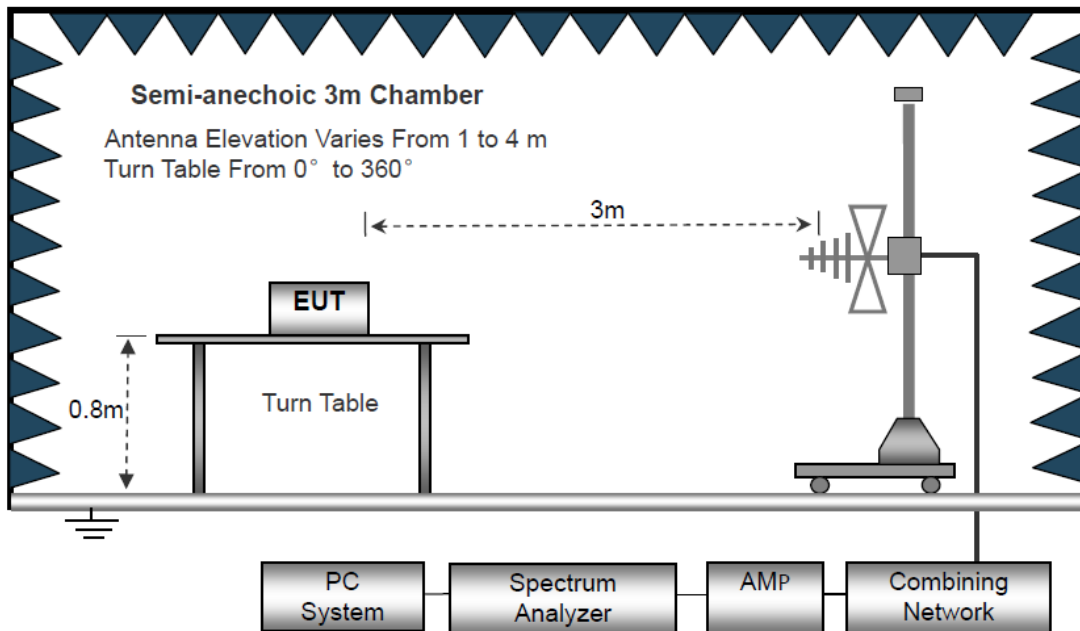 Semi-anechoic 3m Chamber
Antenna Elevation Varies From 1 to 4 m
Turn Table From 0° to 360°
3m
EUT
0.8m
Turn Table
PC
System
Spectrum
Analyzer
AMP
Combining
Network